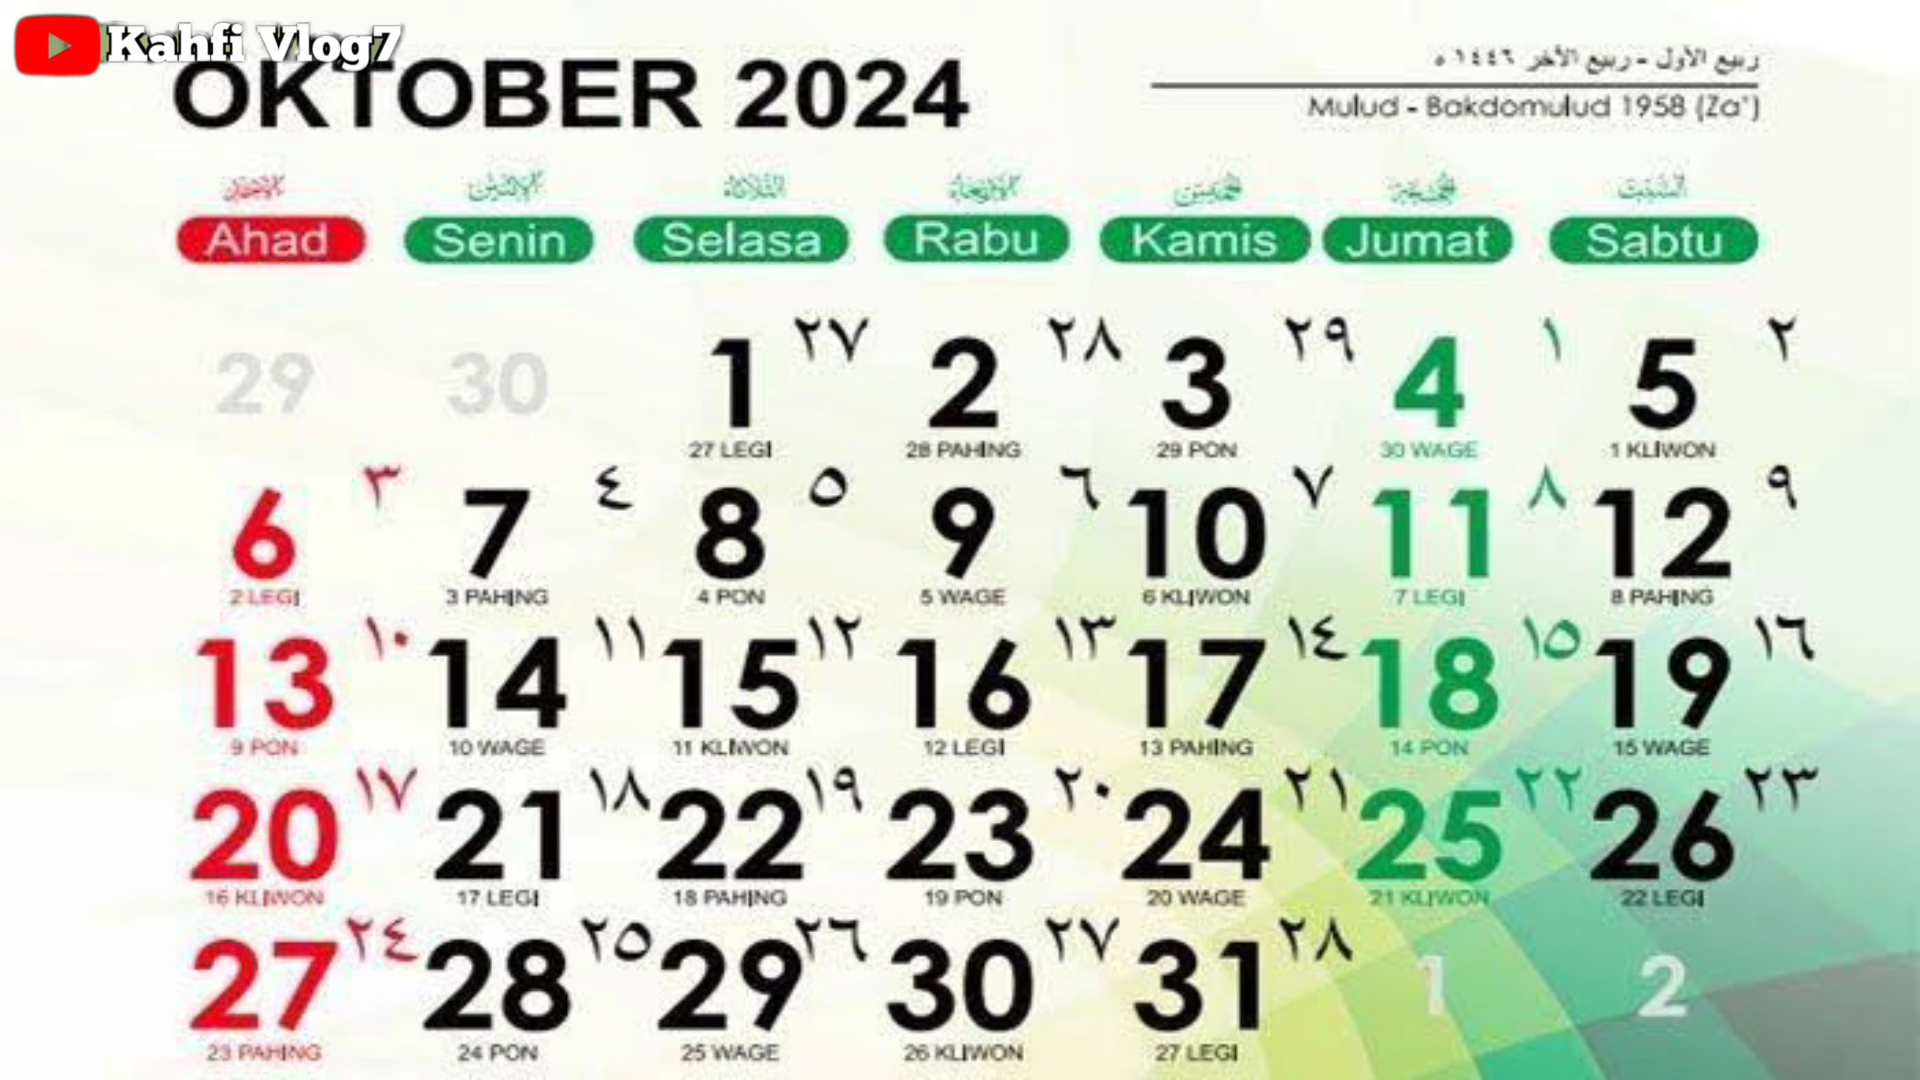 Kahfi Vlog7
OKTOBER 2024
ربيع الأول - ربيع الأخر ١٤٤٦ ه
Mulud - Bakdomulud 1958 (Za')
الأحد الإثنين الثلاثاء الأربعاء الخميس الجمعة السبت
Ahad Senin Selasa Rabu Kamis Jumat Sabtu
٢٧ ٢٨ ٢٩ ١ ٢
29 30 1 2 3 4 5
27 LEGI 28 PAHING 29 PON 30 WAGE 1 KLIWON
٣ ٤ ٥ ٦ ٧ ٨ ٩
6 7 8 9 10 11 12
2 LEGI 3 PAHING 4 PON 5 WAGE 6 KLIWON 7 LEGI 8 PAHING
١٠ ١١ ١٢ ١٣ ١٤ ١٥ ١٦
13 14 15 16 17 18 19
9 PON 10 WAGE 11 KLIWON 12 LEGI 13 PAHING 14 PON 15 WAGE
١٧ ١٨ ١٩ ٢٠ ٢١ ٢٢ ٢٣
20 21 22 23 24 25 26
16 KLIWON 17 LEGI 18 PAHING 19 PON 20 WAGE 21 KLIWON 22 LEGI
٢٤ ٢٥ ٢٦ ٢٧ ٢٨
27 28 29 30 31 1 2
23 PAHING 24 PON 25 WAGE 26 KLIWON 27 LEGI